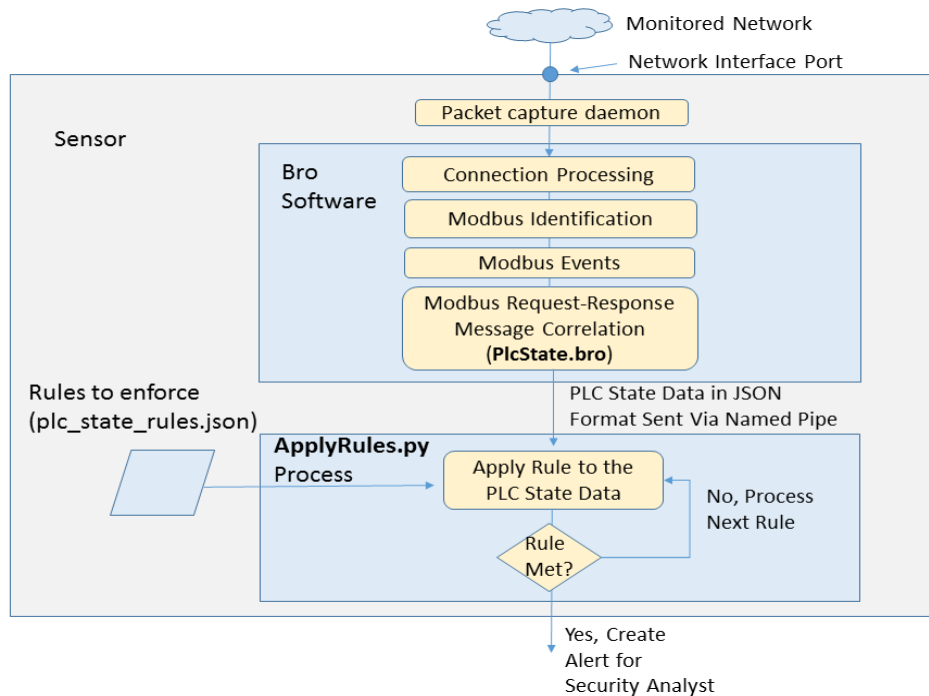 Monitored Network
Network Interface Port
Packet capture daemon
Sensor
Bro
Software
Connection Processing
Modbus Identification
Modbus Events
Modbus Request-Response
Message Correlation
(PlcState.bro)
Rules to enforce
(plc_state_rules.json)
PLC State Data in JSON
Format Sent Via Named Pipe
ApplyRules.py
Process
Apply Rule to the
PLC State Data
No, Process
Next Rule
Rule
Met?
Yes, Create
Alert for
Security Analyst